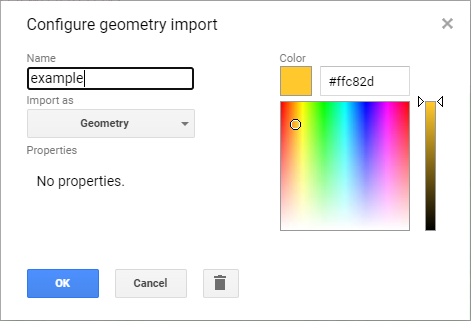 Configure geometry import
Name
example
Import as
Geometry
Properties
No properties.
Color
#ffc82d
OK
Cancel